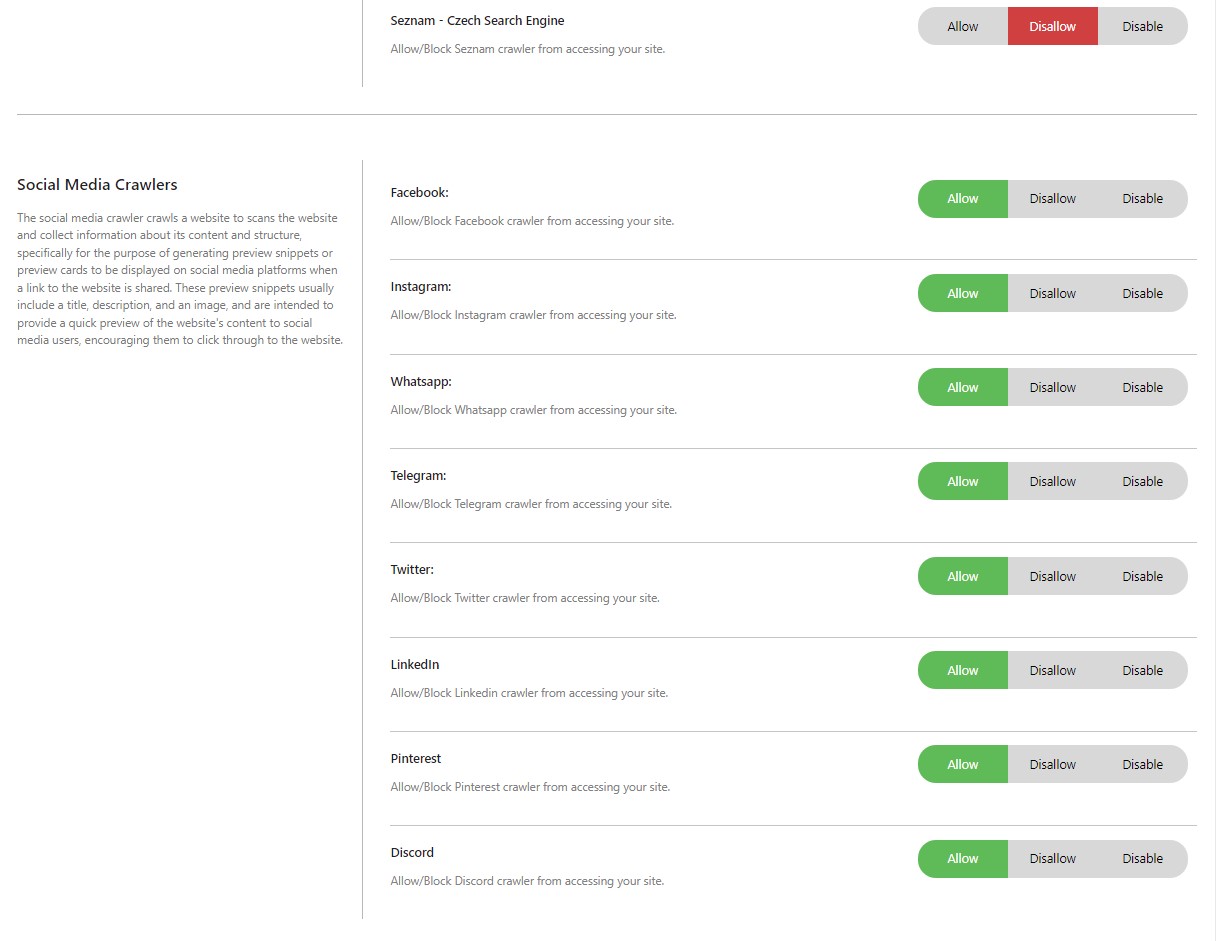 Seznam - Czech Search Engine
Allow/Block Seznam crawler from accessing your site.
Allow Disallow Disable
Social Media Crawlers
The social media crawler crawls a website to scans the website
and collect information about its content and structure,
specifically for the purpose of generating preview snippets or
preview cards to be displayed on social media platforms when
a link to the website is shared. These preview snippets usually
include a title, description, and an image, and are intended to
provide a quick preview of the website's content to social
media users, encouraging them to click through to the website.
Facebook:
Allow/Block Facebook crawler from accessing your site.
Allow Disallow Disable
Instagram:
Allow/Block Instagram crawler from accessing your site.
Allow Disallow Disable
Whatsapp:
Allow/Block Whatsapp crawler from accessing your site.
Allow Disallow Disable
Telegram:
Allow/Block Telegram crawler from accessing your site.
Allow Disallow Disable
Twitter:
Allow/Block Twitter crawler from accessing your site.
Allow Disallow Disable
LinkedIn
Allow/Block Linkedin crawler from accessing your site.
Allow Disallow Disable
Pinterest
Allow/Block Pinterest crawler from accessing your site.
Allow Disallow Disable
Discord
Allow/Block Discord crawler from accessing your site.
Allow Disallow Disable